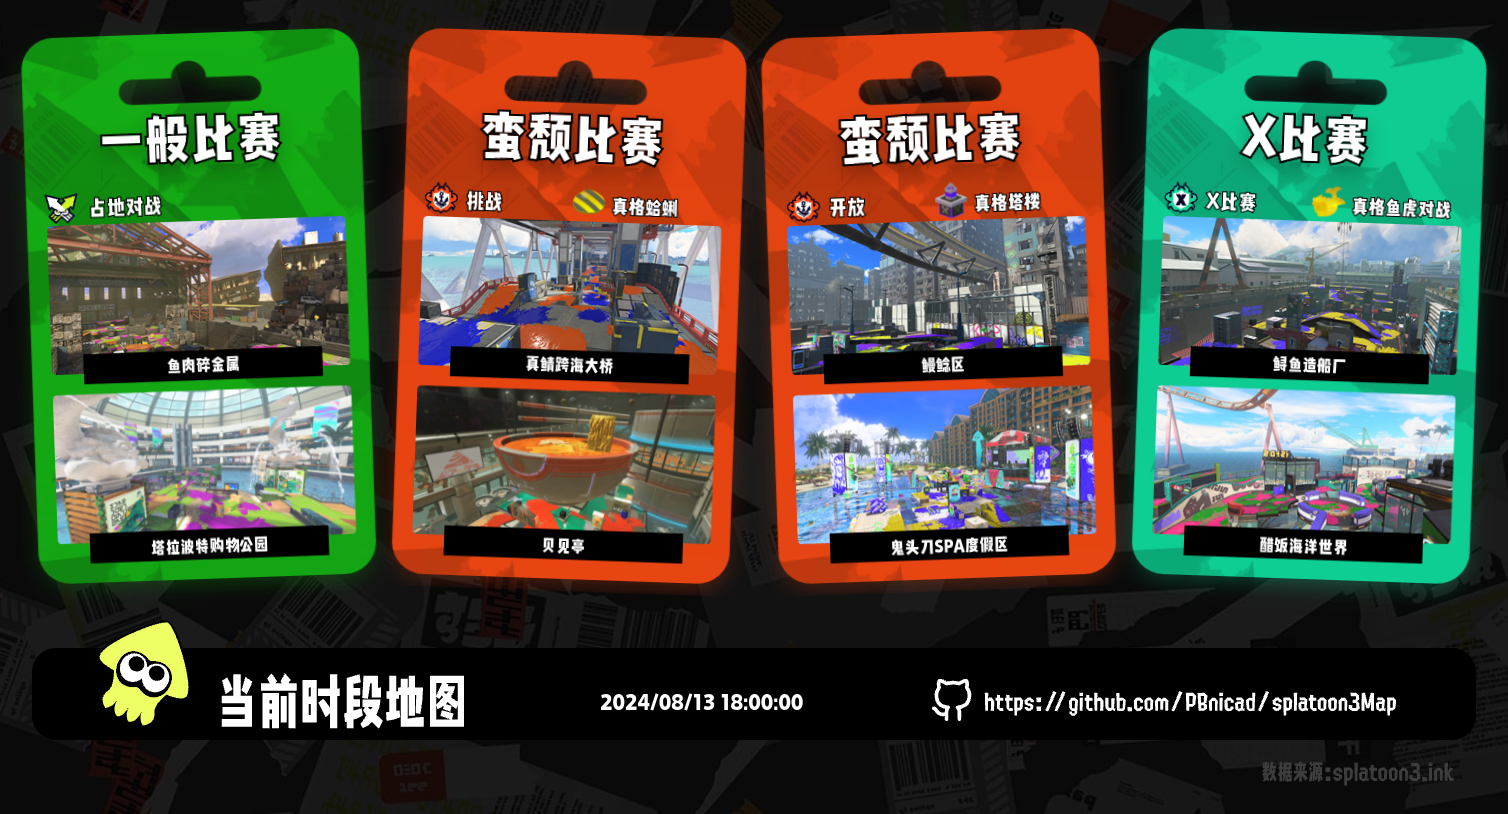 一般比赛
占地对战
鱼肉碎金属
塔拉波特购物公园
蛮颓比赛
挑战
真格蛤蜊
真鲭跨海大桥
贝见亭
蛮颓比赛
开放
真格塔楼
鳗鲶区
鬼头刀SPA度假区
X比赛
X比赛
真格鱼虎对战
鲟鱼造船厂
醋饭海洋世界
当前时段地图
2024/08/13 18:00:00
https://github.com/PBnicad/splatoon3Map
数据来源:splatoon3.ink